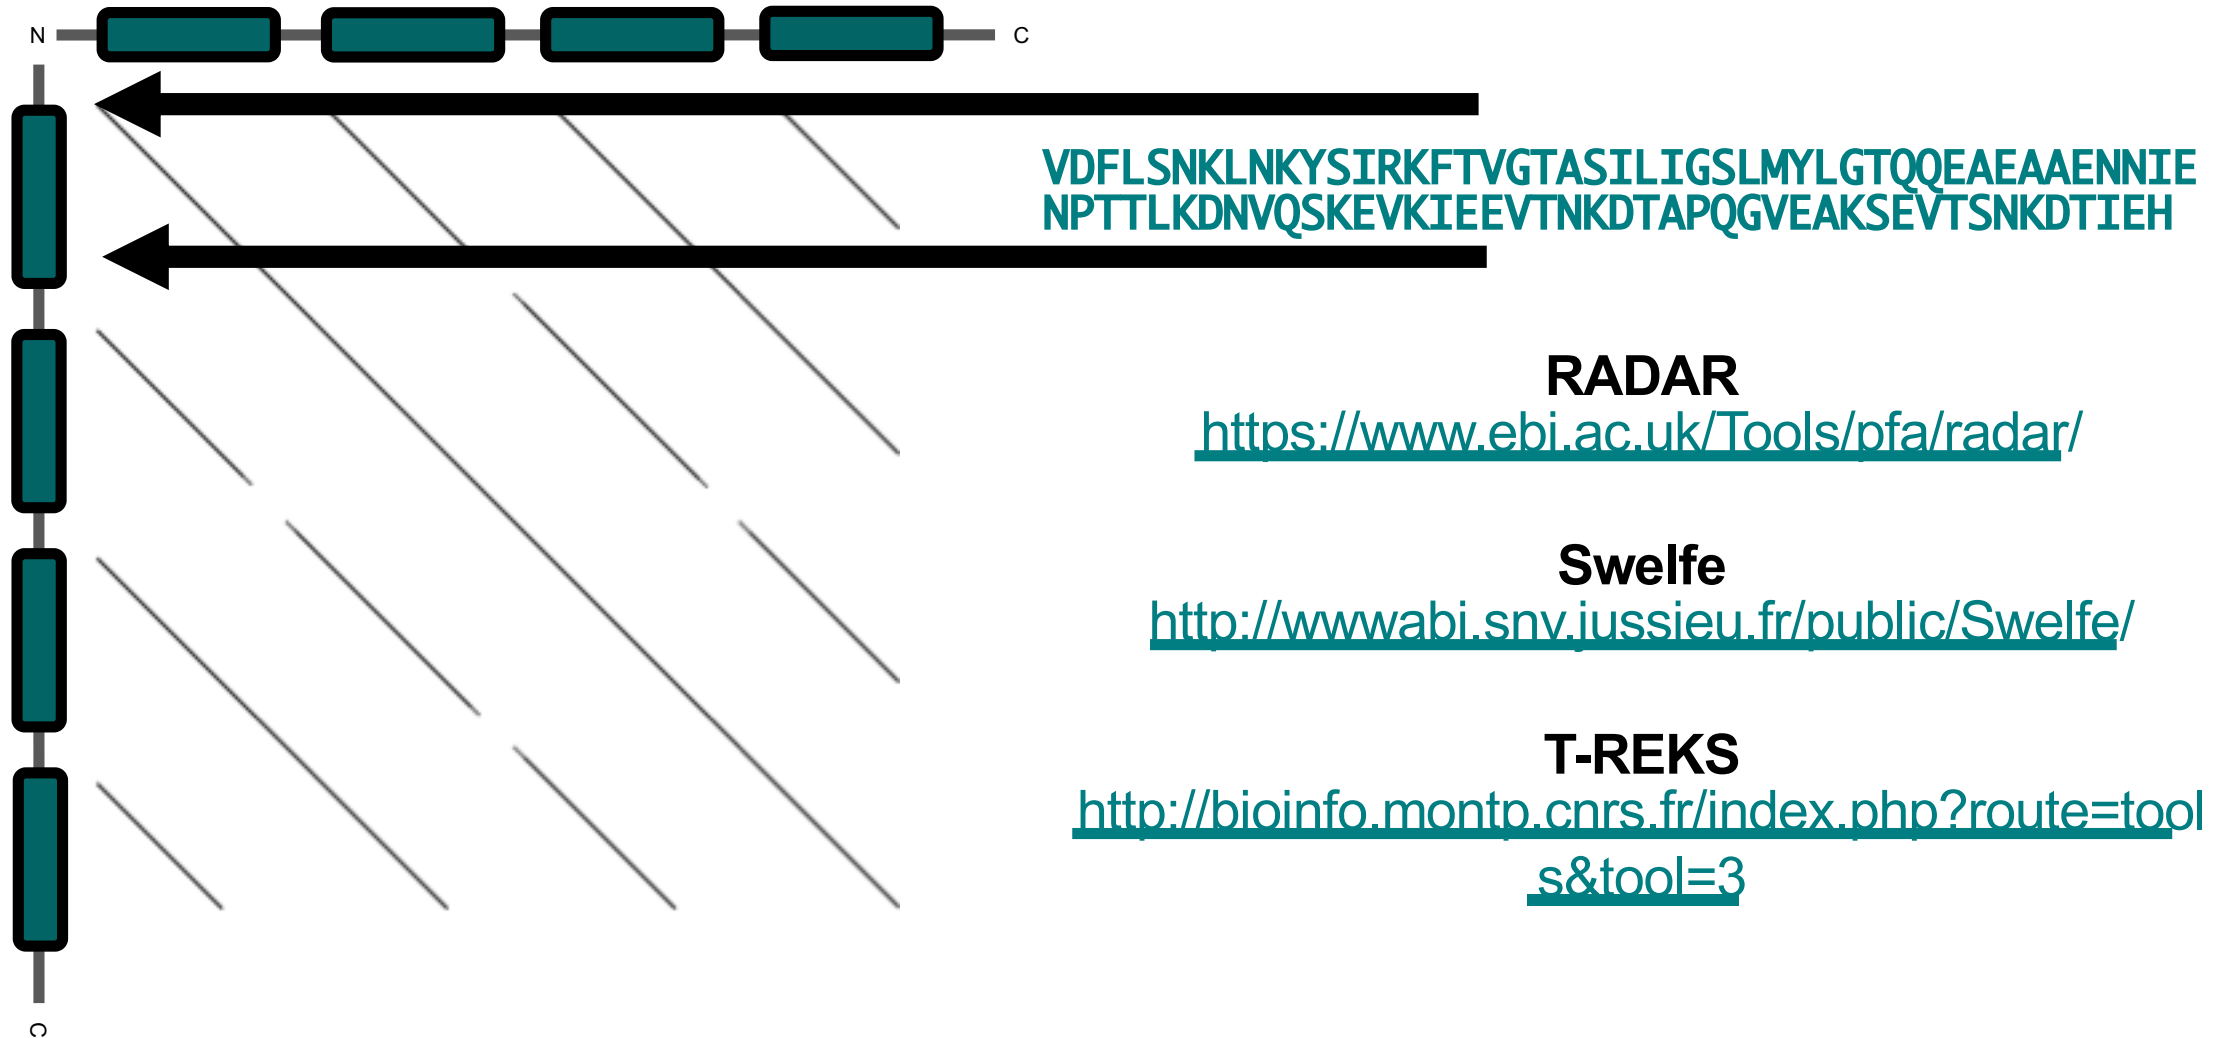 N
C
VDFLSNKLNKYSIRKFTVGTASILIGSLMYLGTQQEAEAAENNIE
NPTTLKDNVQSKEVKIEEVTNKDTAPQGVEAKSEVTSNKDTIEH
RADAR
https://www.ebi.ac.uk/Tools/pfa/radar/
Swelfe
http://wwwabi.snv.jussieu.fr/public/Swelfe/
T-REKS
http://bioinfo.montp.cnrs.fr/index.php?route=tool
s&tool=3
C